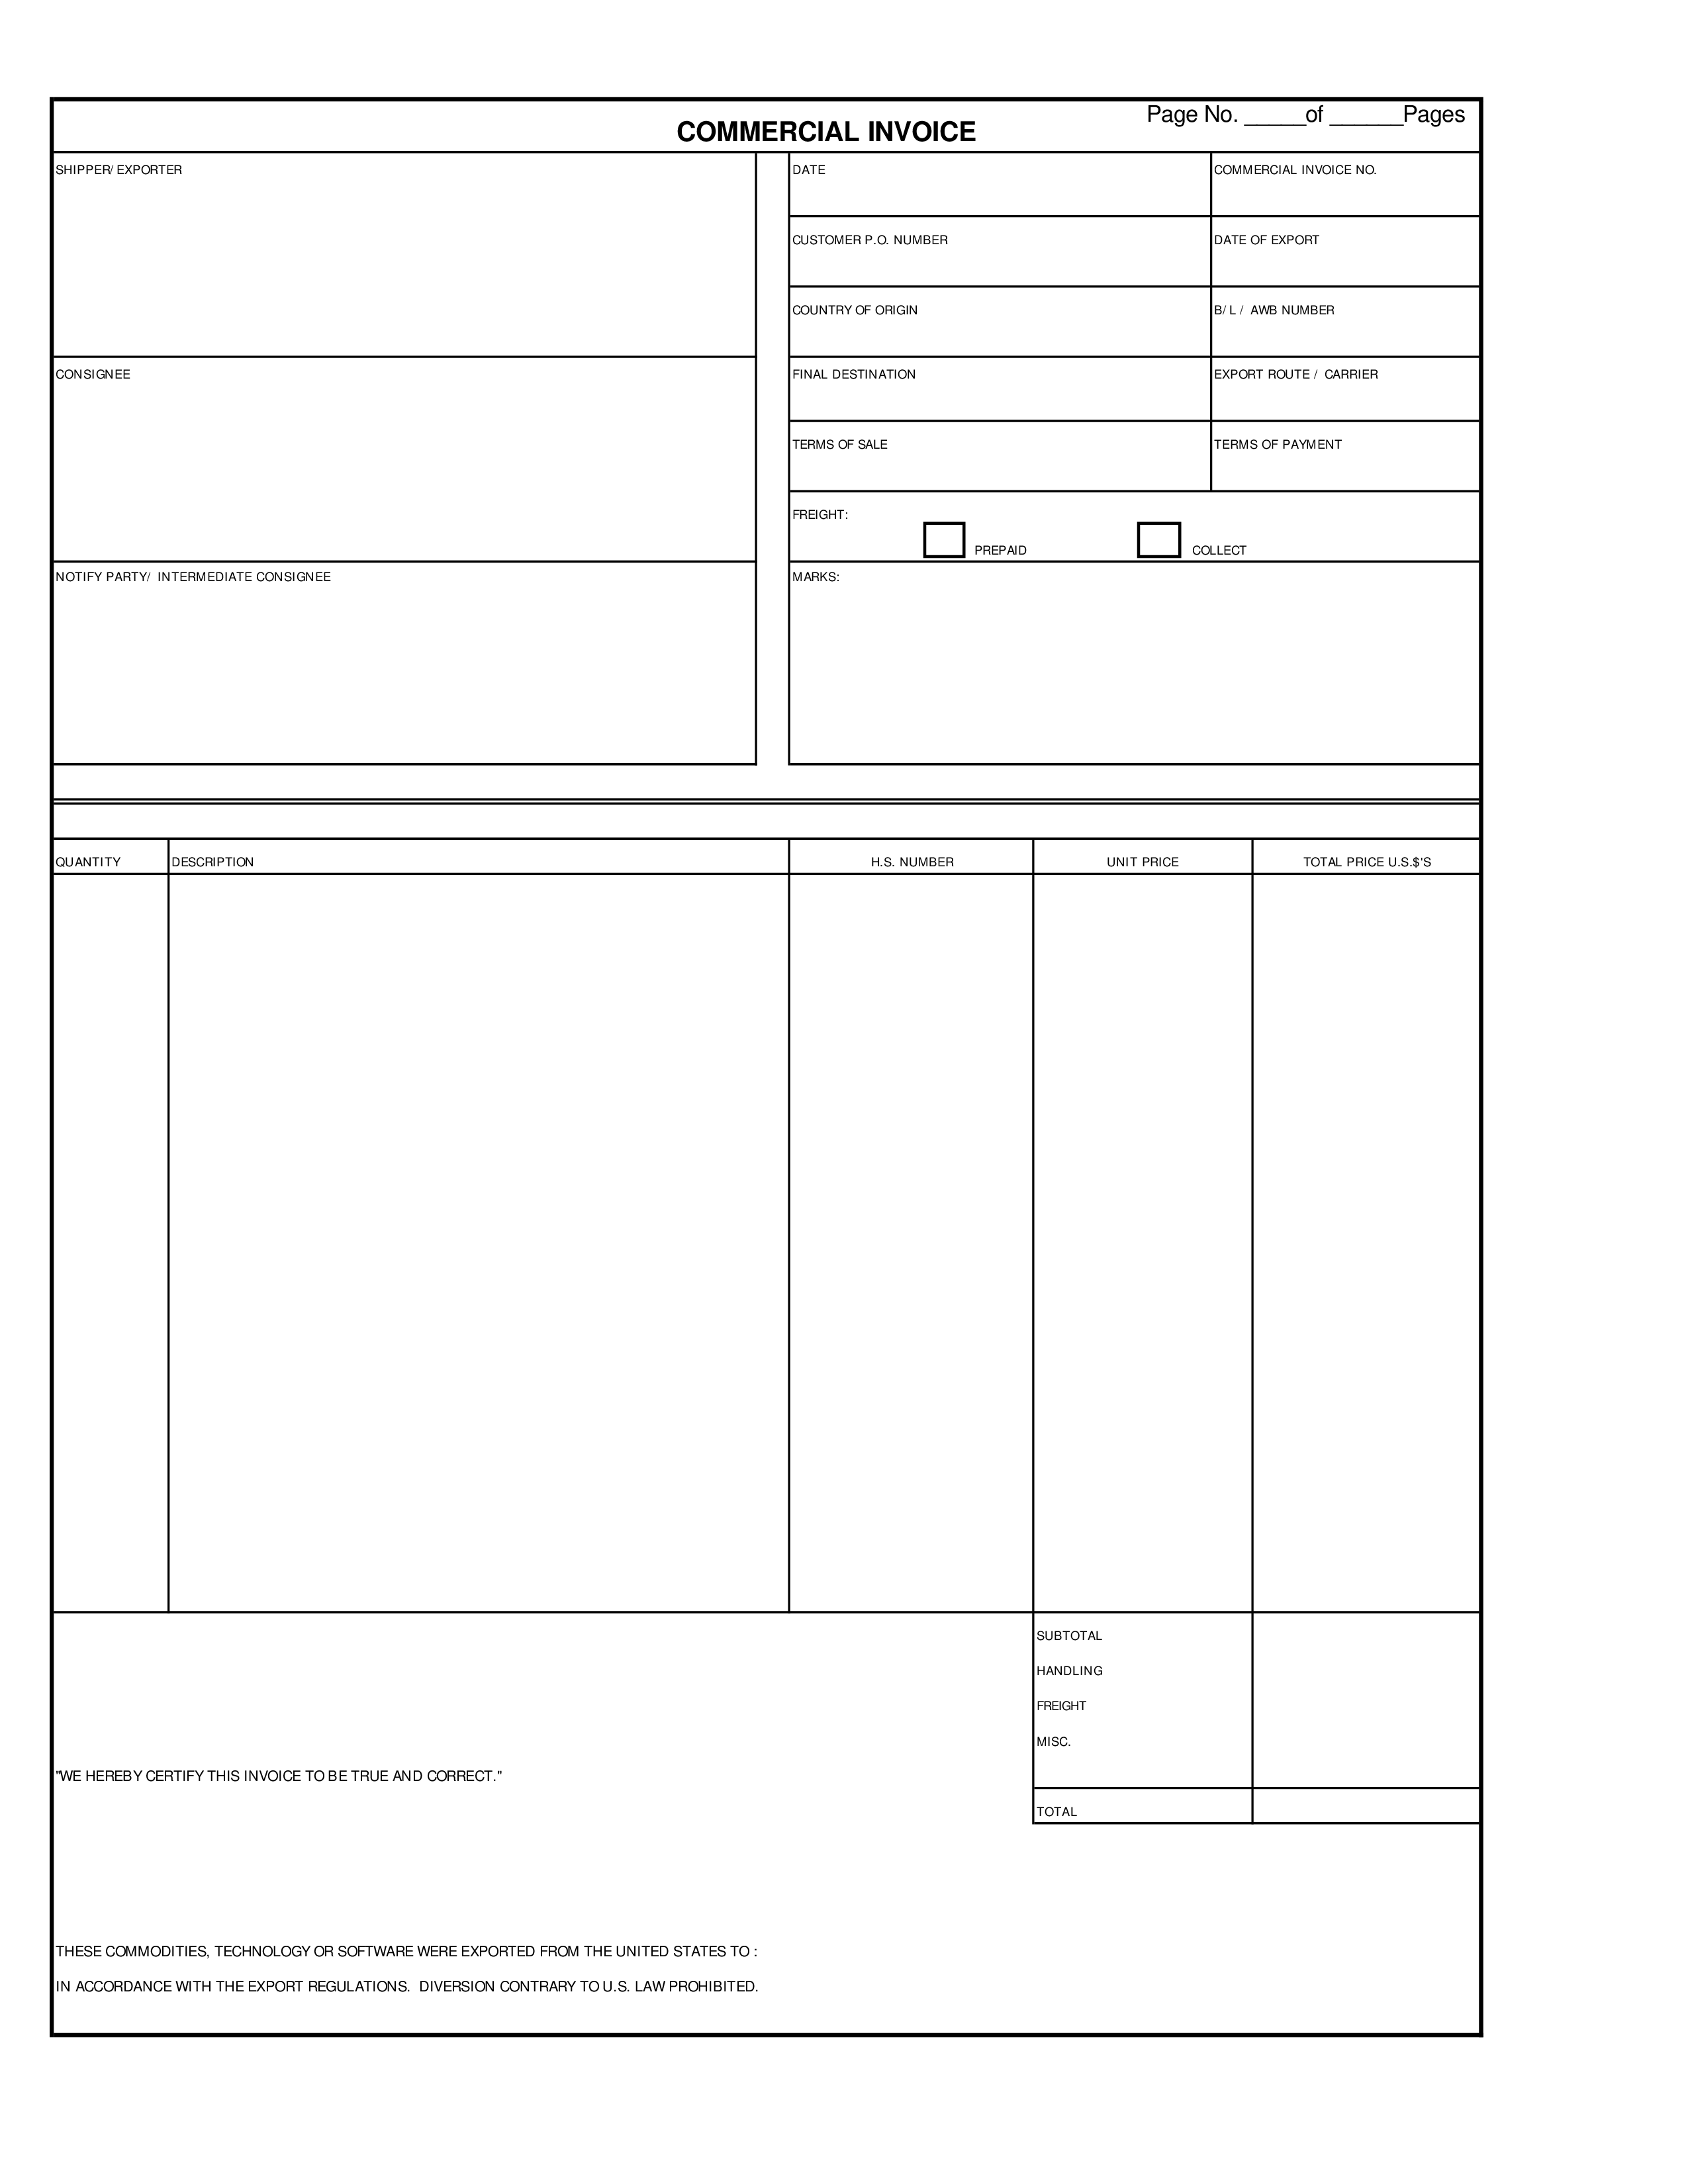 Page No. _____of ______Pages
COMMERCIAL INVOICE
SHIPPER/ EXPORTER
DATE
COMMERCIAL INVOICE NO.
CUSTOMER P.O. NUMBER
DATE OF EXPORT
COUNTRY OF ORIGIN
B/ L / AWB NUMBER
CONSIGNEE
FINAL DESTINATION
EXPORT ROUTE / CARRIER
TERMS OF SALE
TERMS OF PAYMENT
FREIGHT:
PREPAID
COLLECT
NOTIFY PARTY/ INTERMEDIATE CONSIGNEE
MARKS:
QUANTITY
DESCRIPTION
H.S. NUMBER
UNIT PRICE
TOTAL PRICE U.S.$'S
SUBTOTAL
HANDLING
FREIGHT
MISC.
"WE HEREBY CERTIFY THIS INVOICE TO BE TRUE AND CORRECT."
TOTAL
THESE COMMODITIES, TECHNOLOGY OR SOFTWARE WERE EXPORTED FROM THE UNITED STATES TO :
IN ACCORDANCE WITH THE EXPORT REGULATIONS. DIVERSION CONTRARY TO U.S. LAW PROHIBITED.